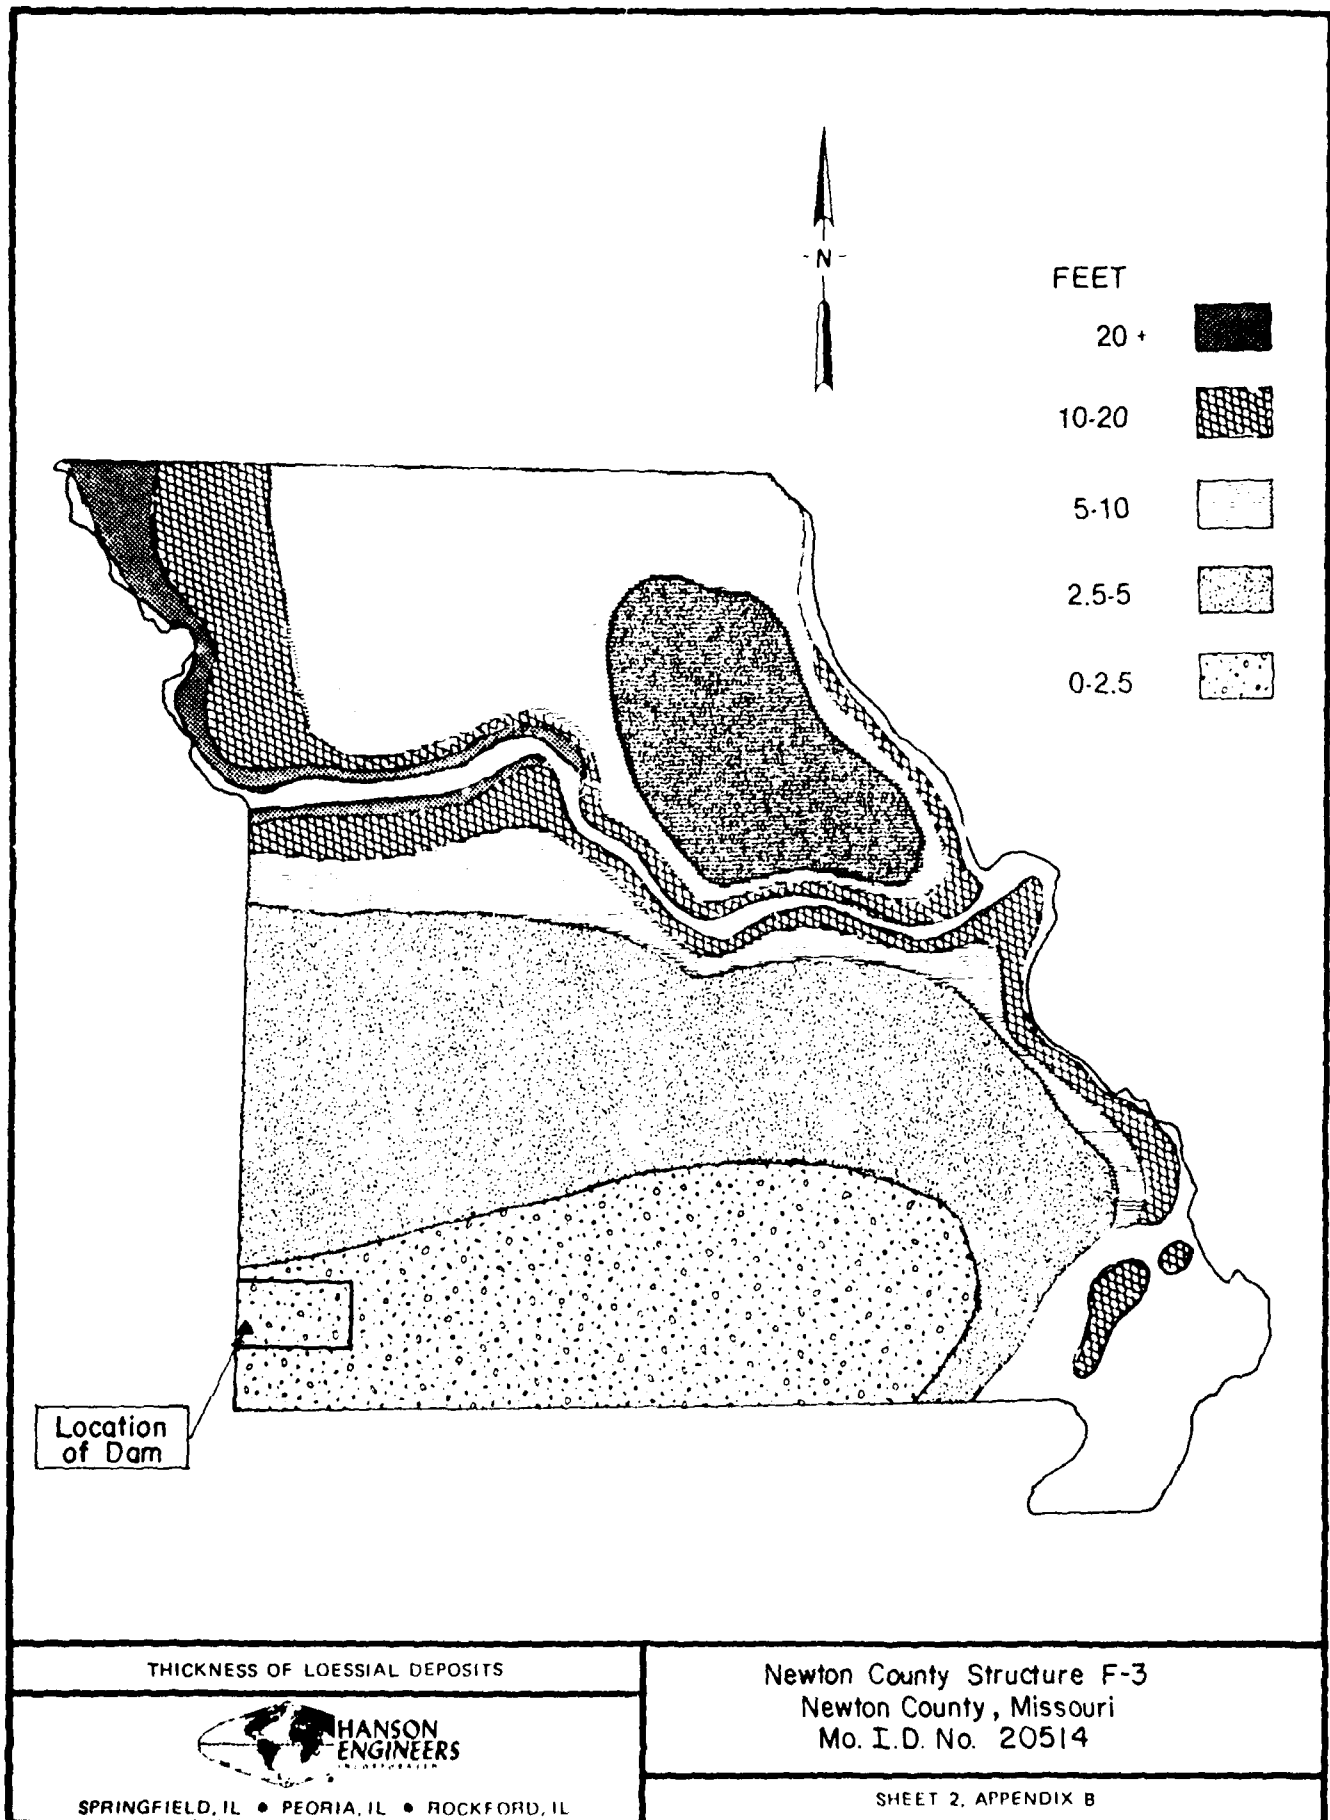 N
FEET
20 +
10-20
5-10
2.5-5
0-2.5
Location
of Dam
THICKNESS OF LOESSIAL DEPOSITS
HANSON
ENGINEERS
INCORPORATED
SPRINGFIELD, IL • PEORIA, IL • ROCKFORD, IL
Newton County Structure F-3
Newton County, Missouri
Mo. I.D. No. 20514
SHEET 2, APPENDIX B